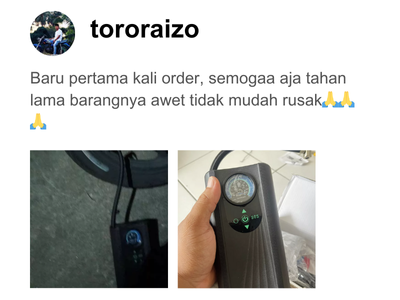 tororaizo
Baru pertama kali order, semogaa aja tahan
lama barangnya awet tidak mudah rusak🙏🙏
🙏